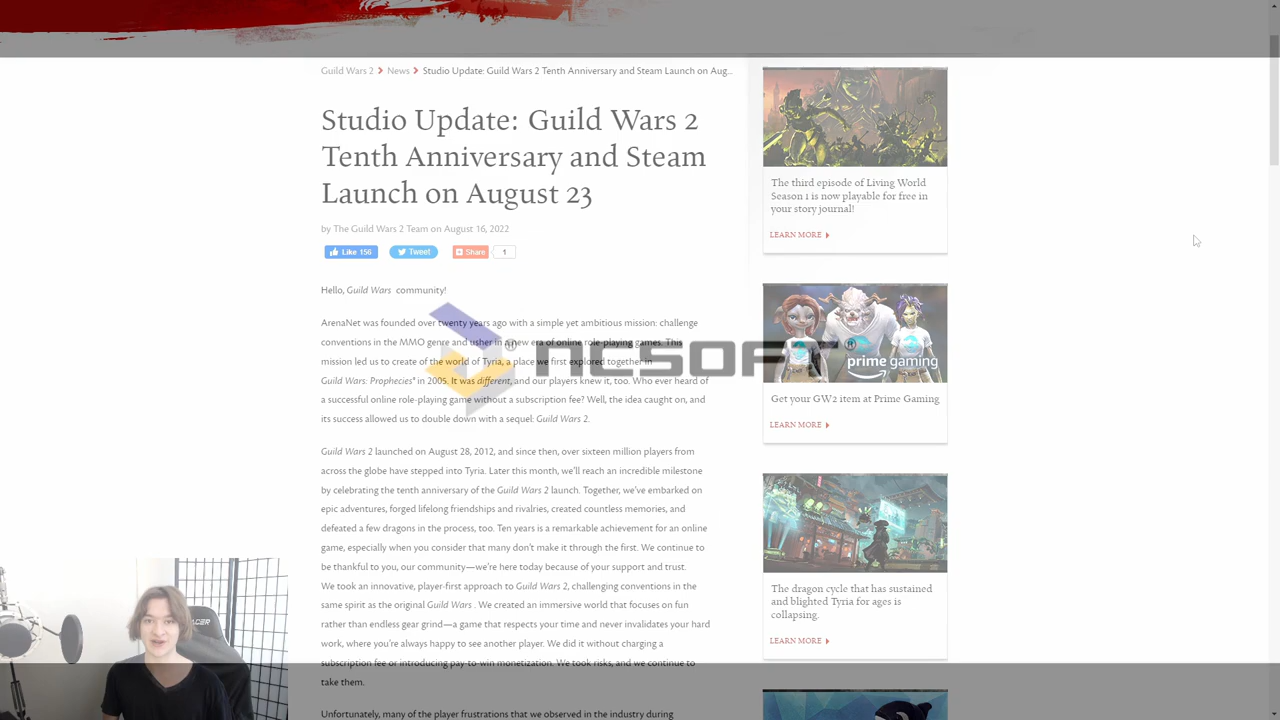 Guild Wars 2 > News > Studio Update: Guild Wars 2 Tenth Anniversary and Steam Launch on Aug...
Studio Update: Guild Wars 2
Tenth Anniversary and Steam
Launch on August 23
by The Guild Wars 2 Team on August 16, 2022
Like 156
Tweet
Share
1
Hello, Guild Wars community!
ArenaNet was founded over twenty years ago with a simple yet ambitious mission: challenge
conventions in the MMO genre and usher in a new era of online role-playing games. This
mission led us to create of the world of Tyria, a place we first explored together in
Guild Wars: Prophecies® in 2005. It was different, and our players knew it, too. Who ever heard of
a successful online role-playing game without a subscription fee? Well, the idea caught on, and
its success allowed us to double down with a sequel: Guild Wars 2.
Guild Wars 2 launched on August 28, 2012, and since then, over sixteen million players from
across the globe have stepped into Tyria. Later this month, we'll reach an incredible milestone
by celebrating the tenth anniversary of the Guild Wars 2 launch. Together, we've embarked on
epic adventures, forged lifelong friendships and rivalries, created countless memories, and
defeated a few dragons in the process, too. Ten years is a remarkable achievement for an online
game, especially when you consider that many don't make it through the first. We continue to
be thankful to you, our community—we're here today because of your support and trust.
We took an innovative, player-first approach to Guild Wars 2, challenging conventions in the
same spirit as the original Guild Wars . We created an immersive world that focuses on fun
rather than endless gear grind—a game that respects your time and never invalidates your hard
work, where you're always happy to see another player. We did it without charging a
subscription fee or introducing pay-to-win monetization. We took risks, and we continue to
take them.
Unfortunately, many of the player frustrations that we observed in the industry during
The third episode of Living World
Season 1 is now playable for free in
your story journal!
LEARN MORE
prime gaming
Get your GW2 item at Prime Gaming
LEARN MORE
The dragon cycle that has sustained
and blighted Tyria for ages is
collapsing.
LEARN MORE
® NCSOFT ®
ACER